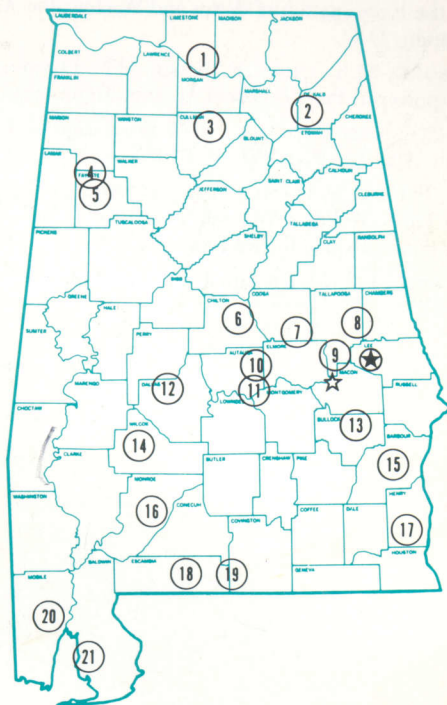 LAUDERDALE
LIMESTONE MADISON JACKSON
COLBERT
LAWRENCE
1
FRANKLIN
MORGAN
MARSHALL
DE KALB
2
MARION
WINSTON
CULLMAN
3
ETOWAH
CHEROKEE
BLOUNT
LAMAR
4
FAYETTE
WALKER
5
CALHOUN
SAINT CLAIR
CLEBURNE
JEFFERSON
TUSCALOOSA
TALLADEGA
PICKENS
SHELBY
CLAY
RANDOLPH
BIBB
GREENE
HALE
CHILTON
COOSA
TALLAPOOSA
CHAMBERS
6
7
8
SUMTER
PERRY
AUTAUGA
ELMORE
9
LEE
10
MACON
MARENGO
DALLAS
12
11
LOWNDES
MONTGOMERY
RUSSELL
CHOCTAW
BULLOCK
13
WILCOX
14
BARBOUR
CLARKE
BUTLER
CRENSHAW
PIKE
15
WASHINGTON
MONROE
16
CONECUH
COVINGTON
COFFEE
DALE
HENRY
17
HOUSTON
BALDWIN
ESCAMBIA
18
19
GENEVA
MOBILE
20
21